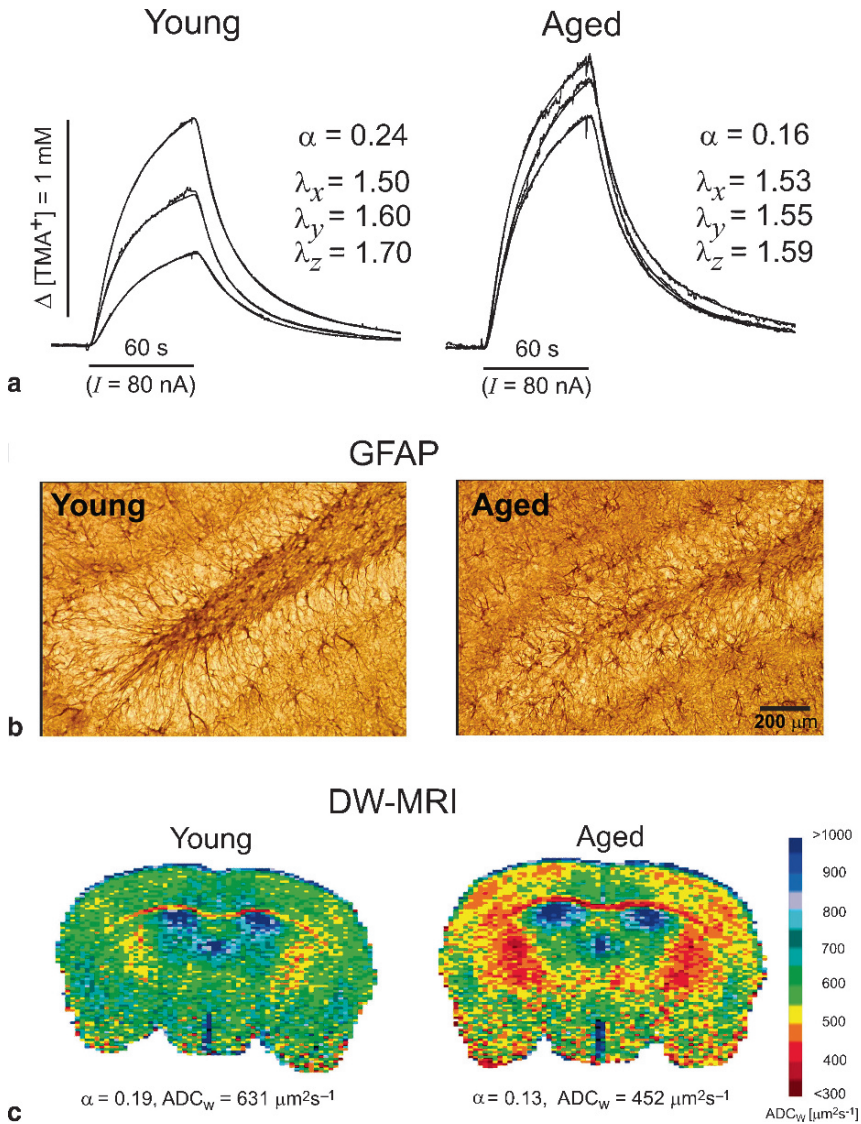 Young
Aged
Δ [TMA⁺] = 1 mM
α = 0.24
λx = 1.50
λy = 1.60
λz = 1.70
60 s
(I = 80 nA)
α = 0.16
λx = 1.53
λy = 1.55
λz = 1.59
60 s
(I = 80 nA)
a
GFAP
Young
Aged
200 μm
b
DW-MRI
Young
Aged
>1000
900
800
700
600
500
400
<300
ADCw [μm²s⁻¹]
α = 0.19, ADCw = 631 μm²s⁻¹
α = 0.13, ADCw = 452 μm²s⁻¹
c